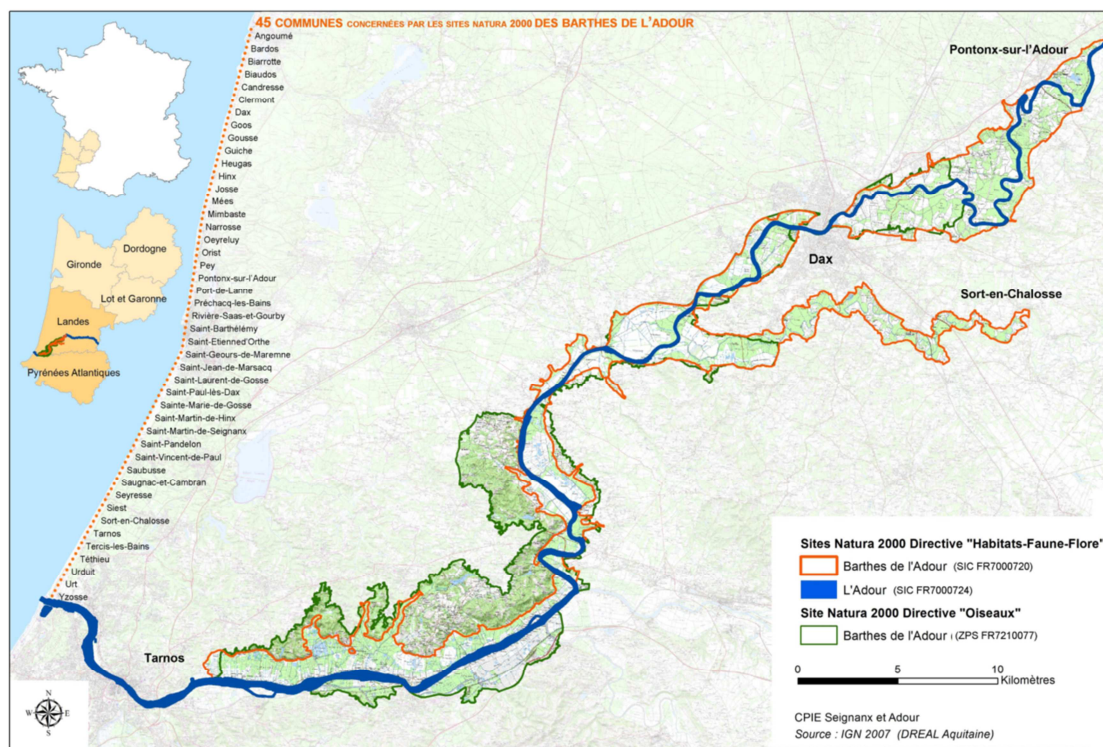 45 COMMUNES CONCERNÉES PAR LES SITES NATURA 2000 DES BARTHES DE L'ADOUR
Angoumé
Bardos
Biarrotte
Biaudos
Candresse
Clermont
Dax
Goos
Gousse
Guiche
Heugas
Hinx
Josse
Mées
Mimbaste
Narrosse
Oeyreluy
Orist
Pey
Pontonx-sur-l'Adour
Port-de-Lanne
Préchacq-les-Bains
Rivière-Saas-et-Gourby
Saint-Barthélémy
Saint-Etienned'Orthe
Saint-Geours-de-Maremne
Saint-Jean-de-Marsacq
Saint-Laurent-de-Gosse
Saint-Paul-lès-Dax
Sainte-Marie-de-Gosse
Saint-Martin-de-Hinx
Saint-Martin-de-Seignanx
Saint-Pandelon
Saint-Vincent-de-Paul
Saubusse
Saugnac-et-Cambran
Seyresse
Siest
Sort-en-Chalosse
Tarnos
Tercis-les-Bains
Téthieu
Urcuit
Urt
Yzosse
Dordogne
Gironde
Lot et Garonne
Landes
Pyrénées Atlantiques
Pontonx-sur-l'Adour
Dax
Sort-en-Chalosse
Tarnos
N
W E
S
Sites Natura 2000 Directive "Habitats-Faune-Flore"
Barthes de l'Adour (SIC FR7000720)
L'Adour (SIC FR7000724)
Site Natura 2000 Directive "Oiseaux"
Barthes de l'Adour (ZPS FR7210077)
0 5 10
Kilomètres
CPIE Seignanx et Adour
Source : IGN 2007 (DREAL Aquitaine)